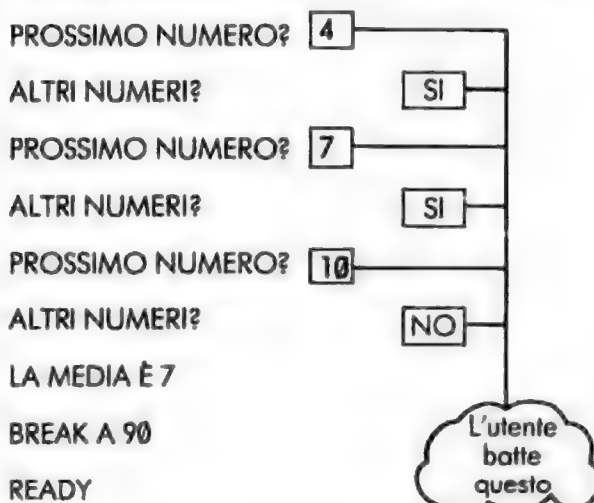 PROSSIMO NUMERO? 4
ALTRI NUMERI? SI
PROSSIMO NUMERO? 7
ALTRI NUMERI? SI
PROSSIMO NUMERO? 10
ALTRI NUMERI? NO
LA MEDIA È 7
BREAK A 90
READY
L'utente
batte
questo